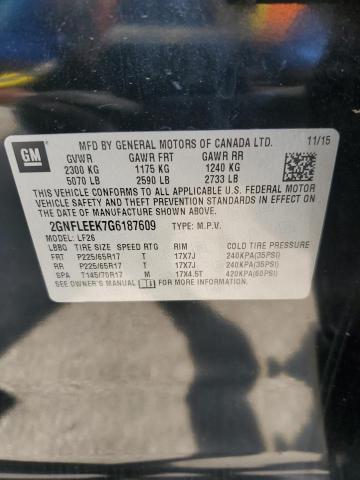 GM
MFD BY GENERAL MOTORS OF CANADA LTD. 11/15
GVWR GAWR FRT GAWR RR
2300 KG 1175 KG 1240 KG
5070 LB 2590 LB 2733 LB
THIS VEHICLE CONFORMS TO ALL APPLICABLE U.S. FEDERAL MOTOR
VEHICLE SAFETY AND THEFT PREVENTION STANDARDS IN EFFECT ON
THE DATE OF MANUFACTURE SHOWN ABOVE.
2GNFLEEK7G6187609 TYPE: M.P.V.
MODEL: LF26
LBBQ TIRE SIZE SPEED RTG RIM COLD TIRE PRESSURE
FRT P225/65R17 T 17X7J 240KPA(35PSI)
RR P225/65R17 T 17X7J 240KPA(35PSI)
SPA T145/70R17 M 17X4.5T 420KPA(60PSI)
SEE OWNER'S MANUAL FOR MORE INFORMATION.